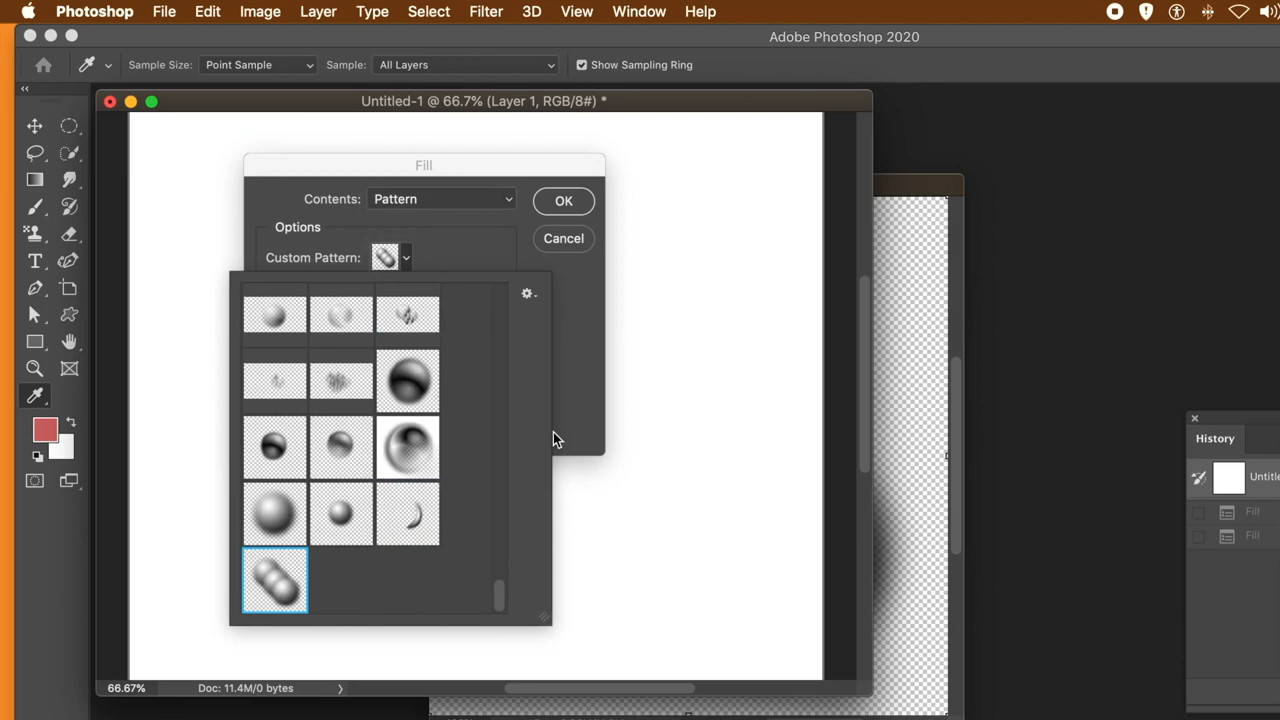 Photoshop File Edit Image Layer Type Select Filter 3D View Window Help
Adobe Photoshop 2020
Sample Size: Point Sample Sample: All Layers Show Sampling Ring
Untitled-1 @ 66.7% (Layer 1, RGB/8#) *
Fill
Contents: Pattern OK
Options
Cancel
Custom Pattern:
History
Untitle
Fill
Fill
66.67% Doc: 11.4M/0 bytes